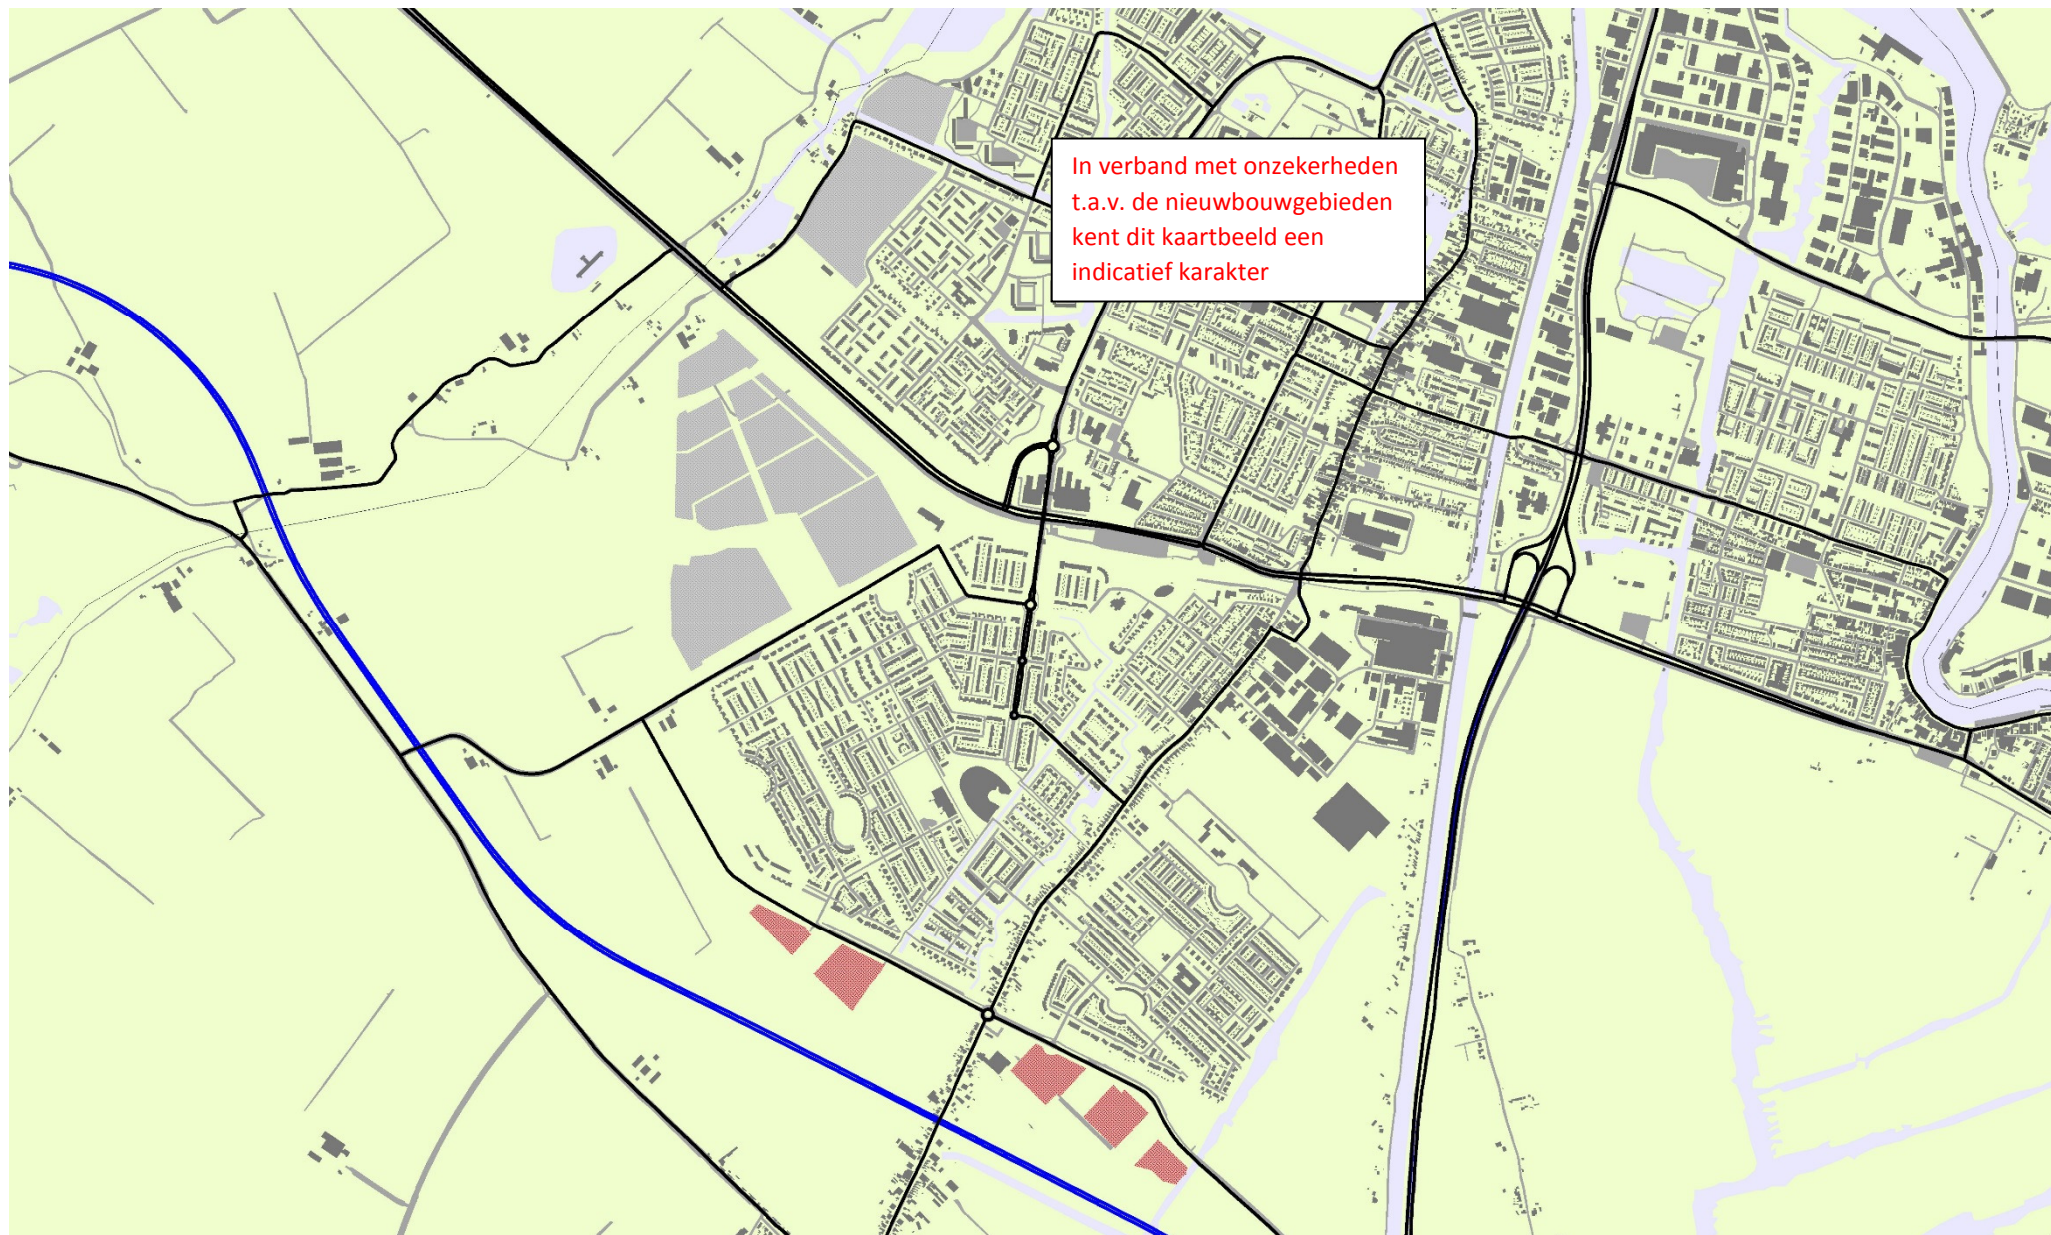 In verband met onzekerheden
t.a.v. de nieuwbouwgebieden
kent dit kaartbeeld een
indicatief karakter